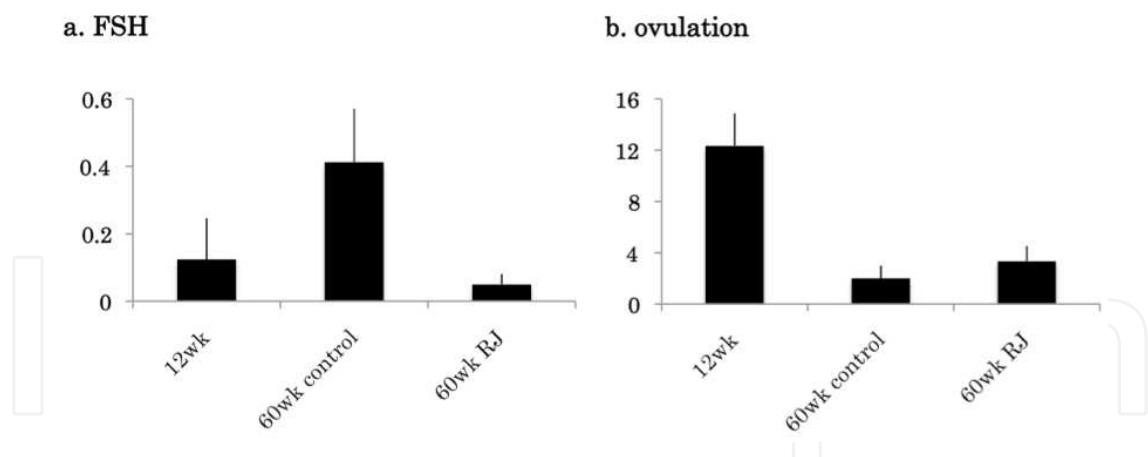 a. FSH
0.6
0.4
0.2
0
12wk
60wk control
60wk RJ
b. ovulation
16
12
8
4
0
12wk
60wk control
60wk RJ